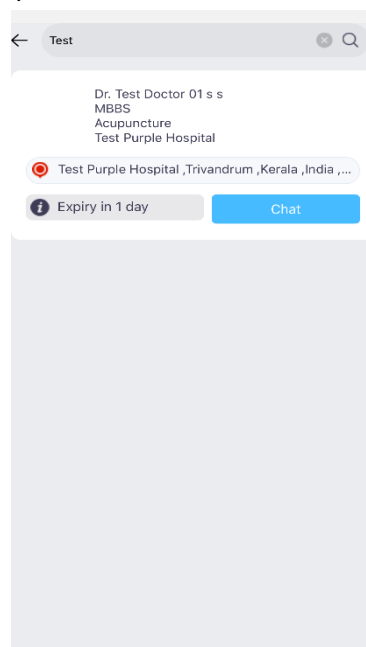 Test
Dr. Test Doctor 01 s s
MBBS
Acupuncture
Test Purple Hospital
Test Purple Hospital ,Trivandrum ,Kerala ,India ,...
Expiry in 1 day
Chat